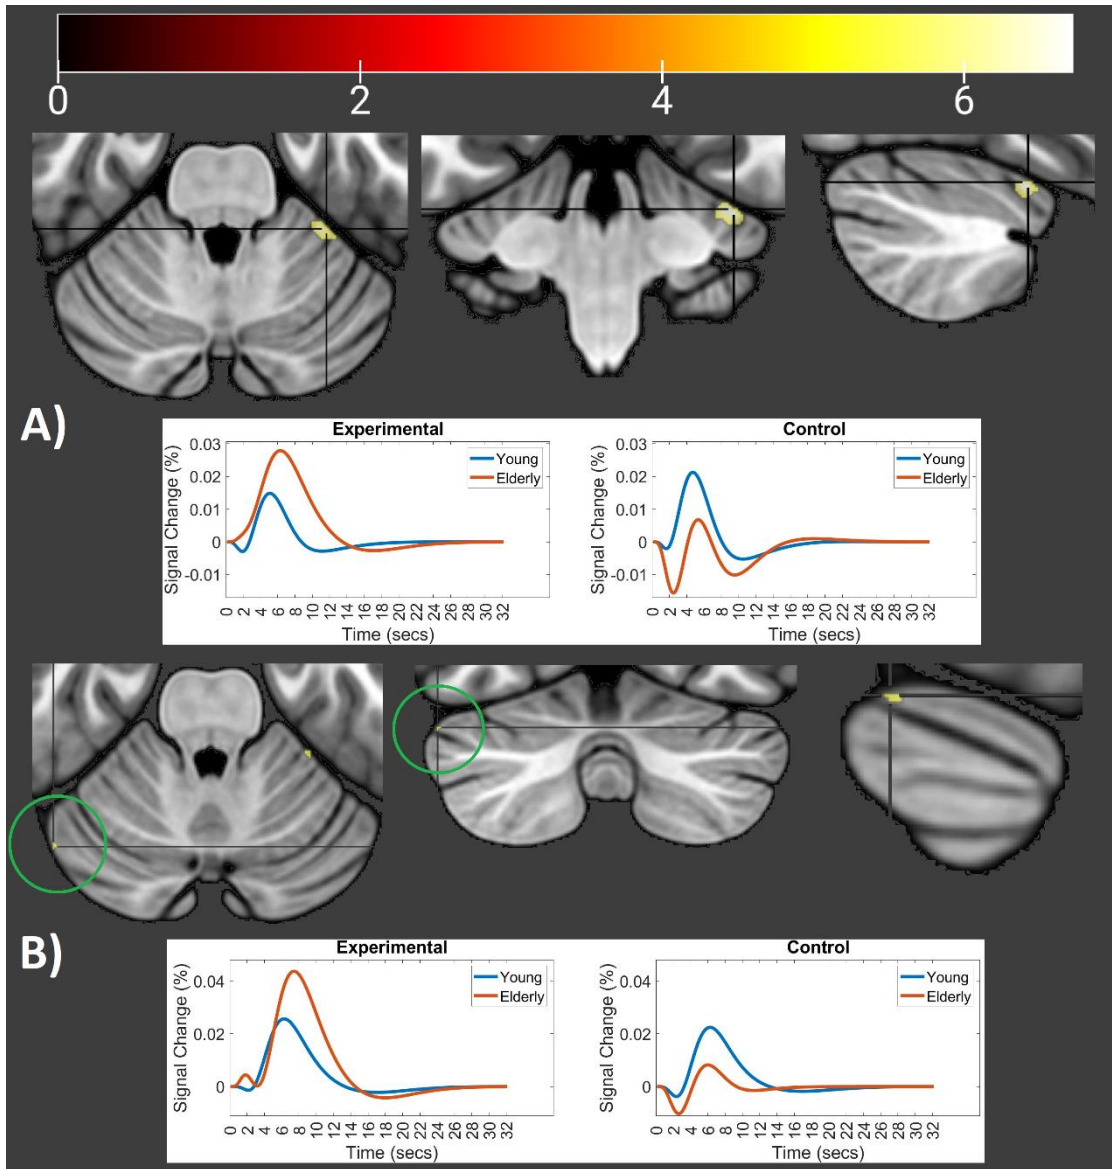 0 2 4 6
A)
Experimental
Signal Change (%)
0.03
0.02
0.01
0
-0.01
Young
Elderly
0 2 4 6 8 10 12 14 16 18 20 22 24 26 28 30 32
Time (secs)
Control
Signal Change (%)
0.03
0.02
0.01
0
-0.01
Young
Elderly
0 2 4 6 8 10 12 14 16 18 20 22 24 26 28 30 32
Time (secs)
B)
Experimental
Signal Change (%)
0.04
0.02
0
Young
Elderly
0 2 4 6 8 10 12 14 16 18 20 22 24 26 28 30 32
Time (secs)
Control
Signal Change (%)
0.04
0.02
0
Young
Elderly
0 2 4 6 8 10 12 14 16 18 20 22 24 26 28 30 32
Time (secs)